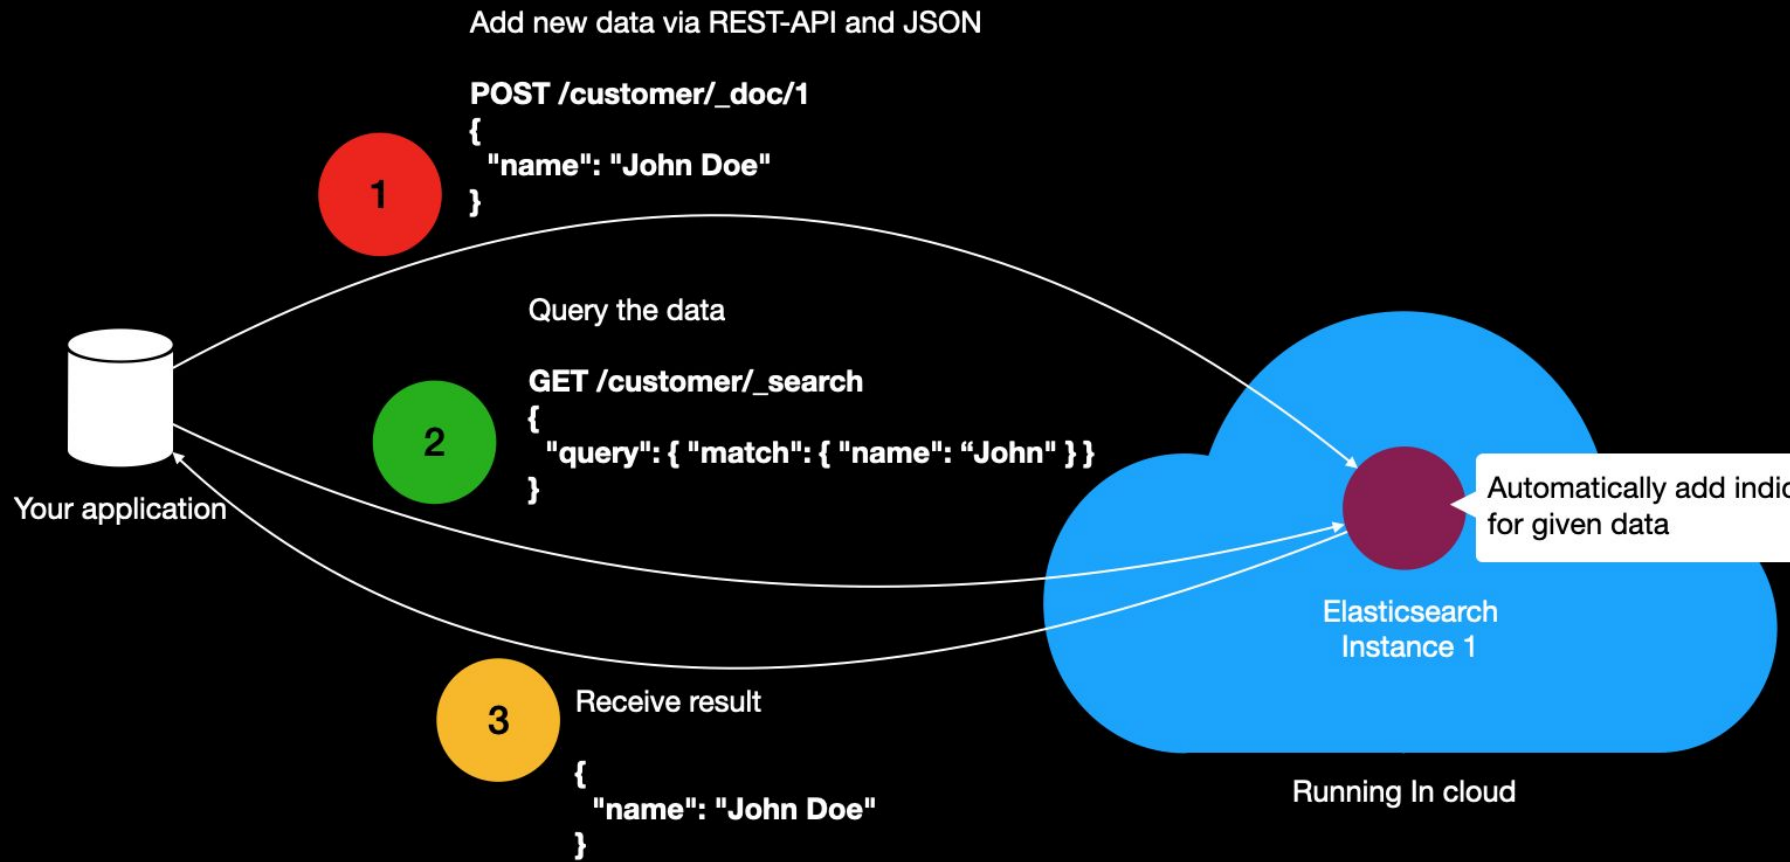 Add new data via REST-API and JSON
POST /customer/_doc/1
{
"name": "John Doe"
}
1
Query the data
GET /customer/_search
{
"query": { "match": { "name": “John" } }
}
2
Your application
Automatically add
for given data
Elasticsearch
Instance 1
Receive result
3
{
"name": "John Doe"
}
Running In cloud